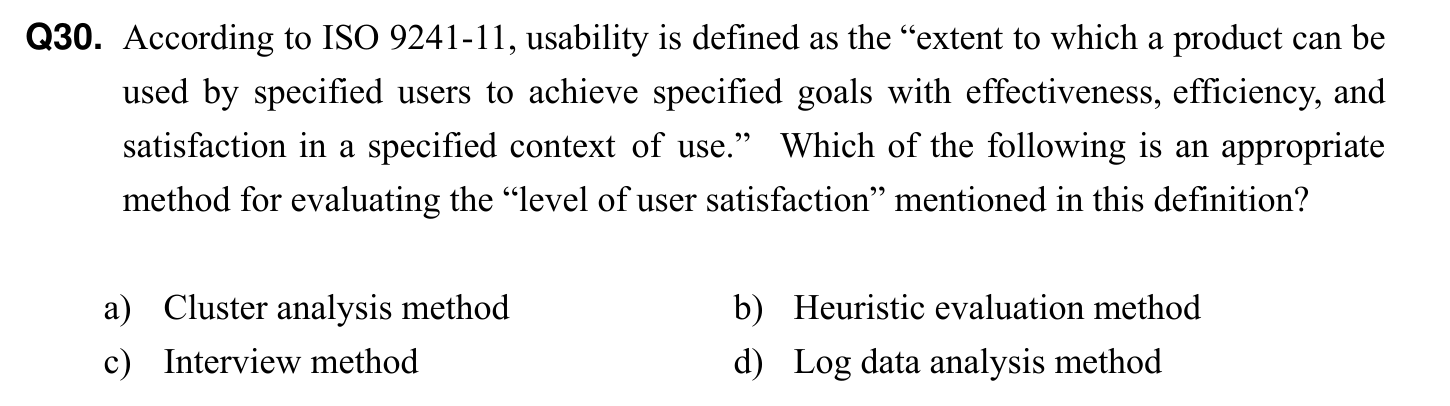 Q30. According to ISO 9241-11, usability is defined as the “extent to which a product can be
used by specified users to achieve specified goals with effectiveness, efficiency, and
satisfaction in a specified context of use.” Which of the following is an appropriate
method for evaluating the “level of user satisfaction” mentioned in this definition?
a) Cluster analysis method b) Heuristic evaluation method
c) Interview method d) Log data analysis method